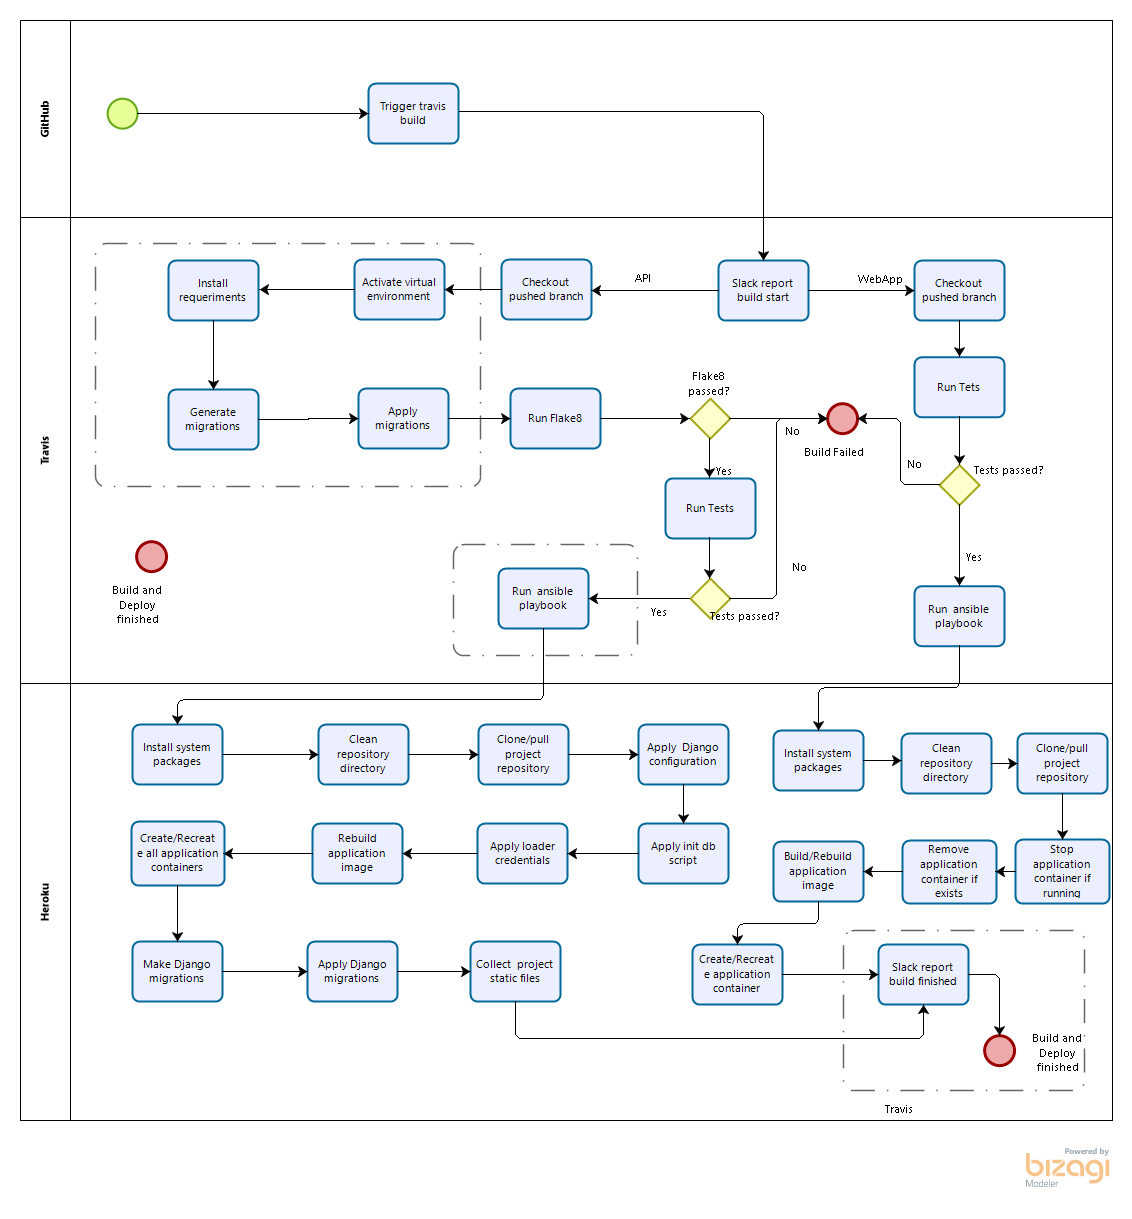 GitHub
Trigger travis
build
Travis
Install
requeriments
Activate virtual
environment
Checkout
pushed branch
API
Slack report
build start
WebApp
Checkout
pushed branch
Generate
migrations
Apply
migrations
Run Flake8
Flake8
passed?
No
Build Failed
Run Tets
No
Tests passed?
Yes
Run Tests
Build and
Deploy
finished
Run  ansible
playbook
Yes
Tests passed?
No
Yes
Run  ansible
playbook
Heroku
Install system
packages
Clean
repository
directory
Clone/pull
project
repository
Apply  Django
configuration
Install system
packages
Clean
repository
directory
Clone/pull
project
repository
Create/Recreat
e all application
containers
Rebuild
application
image
Apply loader
credentials
Apply init db
script
Build/Rebuild
application
image
Remove
application
container if
exists
Stop
application
container if
running
Make Django
migrations
Apply Django
migrations
Collect  project
static files
Create/Recreat
e application
container
Slack report
build finished
Build and
Deploy
finished
Travis
Powered by
bizagi
Modeler